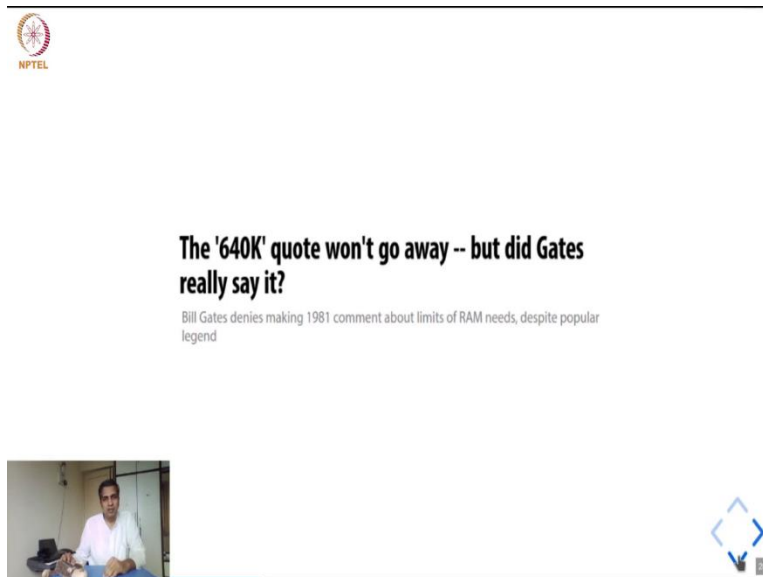 NPTEL
The '640K' quote won't go away -- but did Gates
really say it?
Bill Gates denies making 1981 comment about limits of RAM needs, despite popular
legend